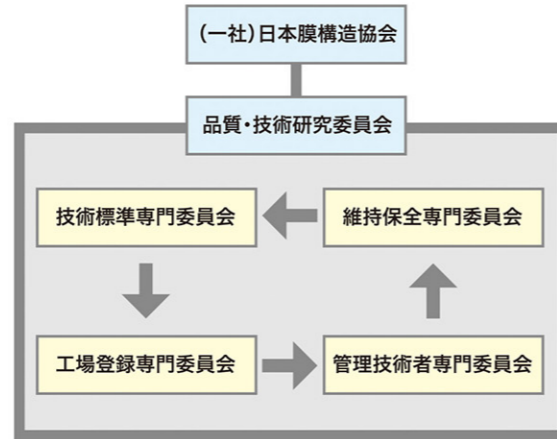 (一社)日本膜構造協会
品質・技術研究委員会
技術標準専門委員会
維持保全専門委員会
工場登録専門委員会
管理技術者専門委員会